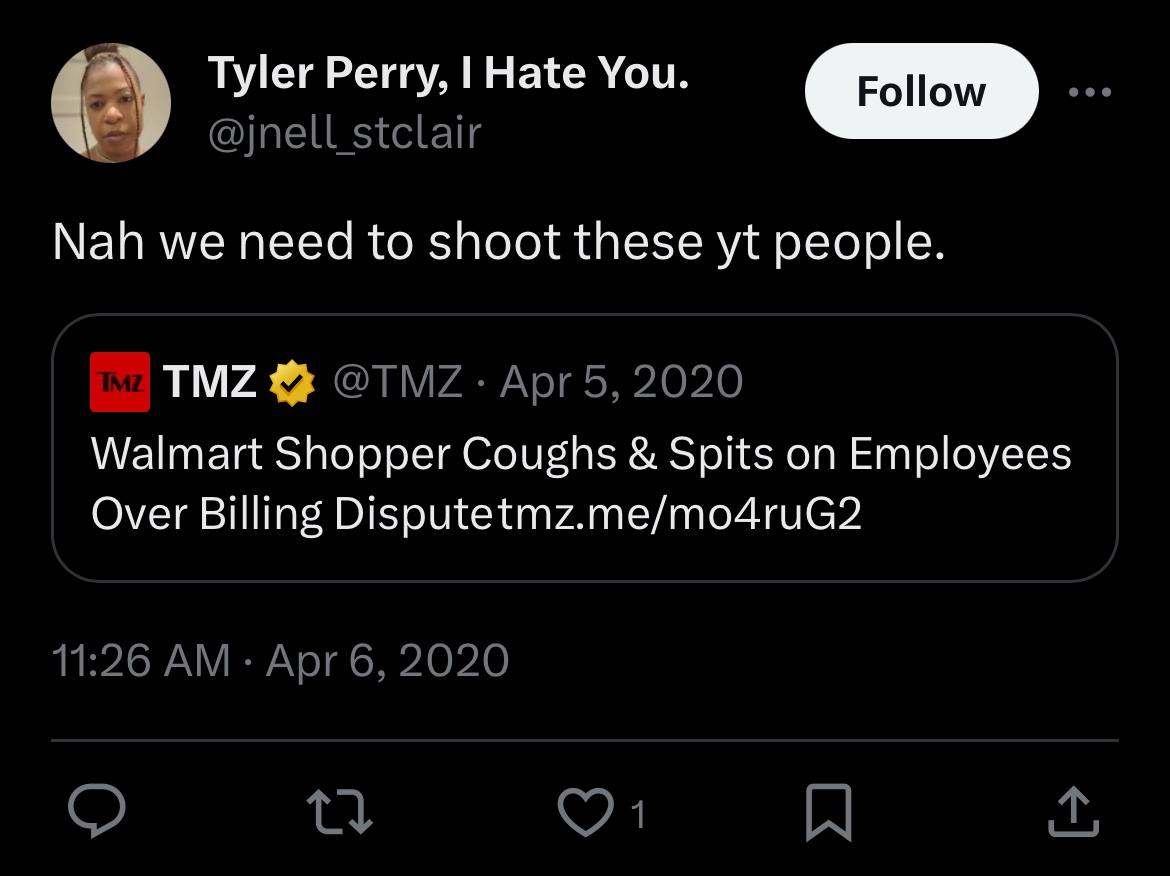 Tyler Perry, I Hate You.
Follow
@jnell_stclair
Nah we need to shoot these yt people.
TMZ
TMZ @TMZ · Apr 5, 2020
Walmart Shopper Coughs & Spits on Employees
Over Billing Disputetmz.me/mo4ruG2
11:26 AM · Apr 6, 2020
1